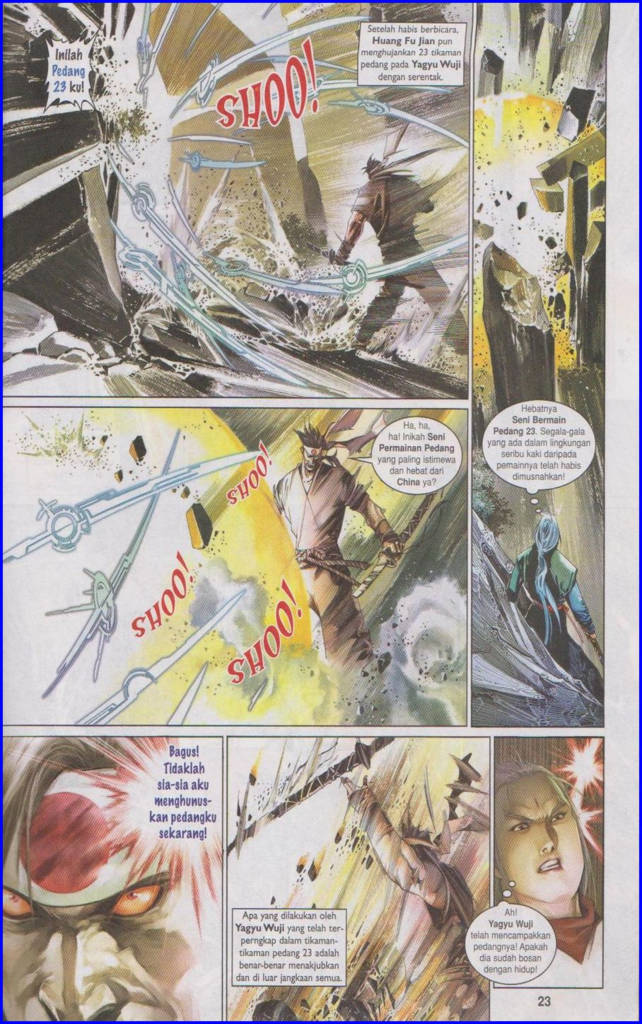 Inilah
Pedang
23 ku!
Setelah habis berbicara,
Huang Fu Jian pun
menghujankan 23 tikaman
pedang pada Yagyu Wuji
dengan serentak.
SHOO!
Hebatnya
Seni Bermain
Pedang 23. Segala-gala
yang ada dalam lingkungan
seribu kaki daripada
pemainnya telah habis
dimusnahkan!
Ha, ha,
ha! Inikah Seni
Permainan Pedang
yang paling istimewa
dan hebat dari
China ya?
SHOO!
SHOO!
SHOO!
Bagus!
Tidaklah
sia-sia aku
menghunus-
kan pedangku
sekarang!
Apa yang dilakukan oleh
Yagyu Wuji yang telah ter-
perngkap dalam tikaman-
tikaman pedang 23 adalah
benar-benar menakjubkan
dan di luar jangkaan semua.
Ah!
Yagyu Wuji
telah mencampakkan
pedangnya! Apakah
dia sudah bosan
dengan hidup!
23